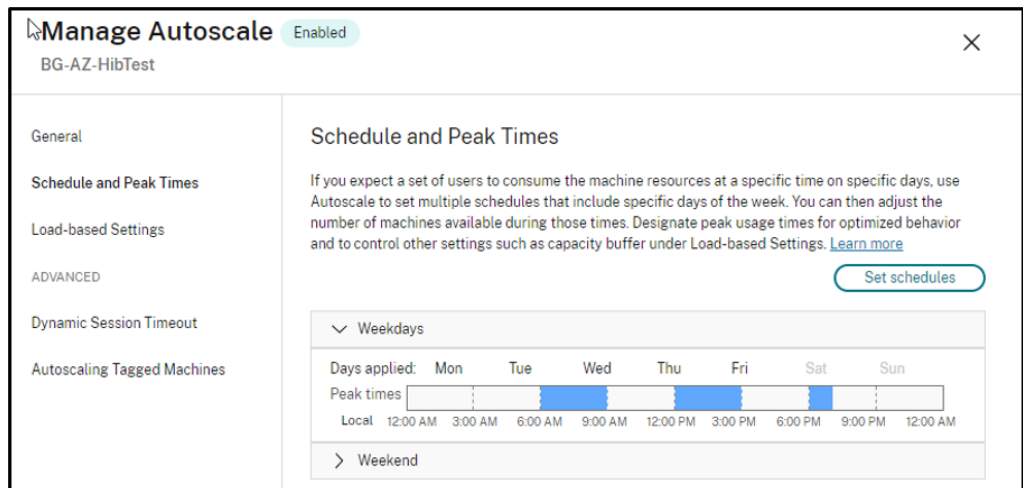 Manage Autoscale Enabled
BG-AZ-HibTest
General
Schedule and Peak Times
Load-based Settings
ADVANCED
Dynamic Session Timeout
Autoscaling Tagged Machines
Schedule and Peak Times
If you expect a set of users to consume the machine resources at a specific time on specific days, use
Autoscale to set multiple schedules that include specific days of the week. You can then adjust the
number of machines available during those times. Designate peak usage times for optimized behavior
and to control other settings such as capacity buffer under Load-based Settings. Learn more
Set schedules
Weekdays
Days applied: Mon Tue Wed Thu Fri Sat Sun
Peak times
Local 12:00 AM 3:00 AM 6:00 AM 9:00 AM 12:00 PM 3:00 PM 6:00 PM 9:00 PM 12:00 AM
Weekend